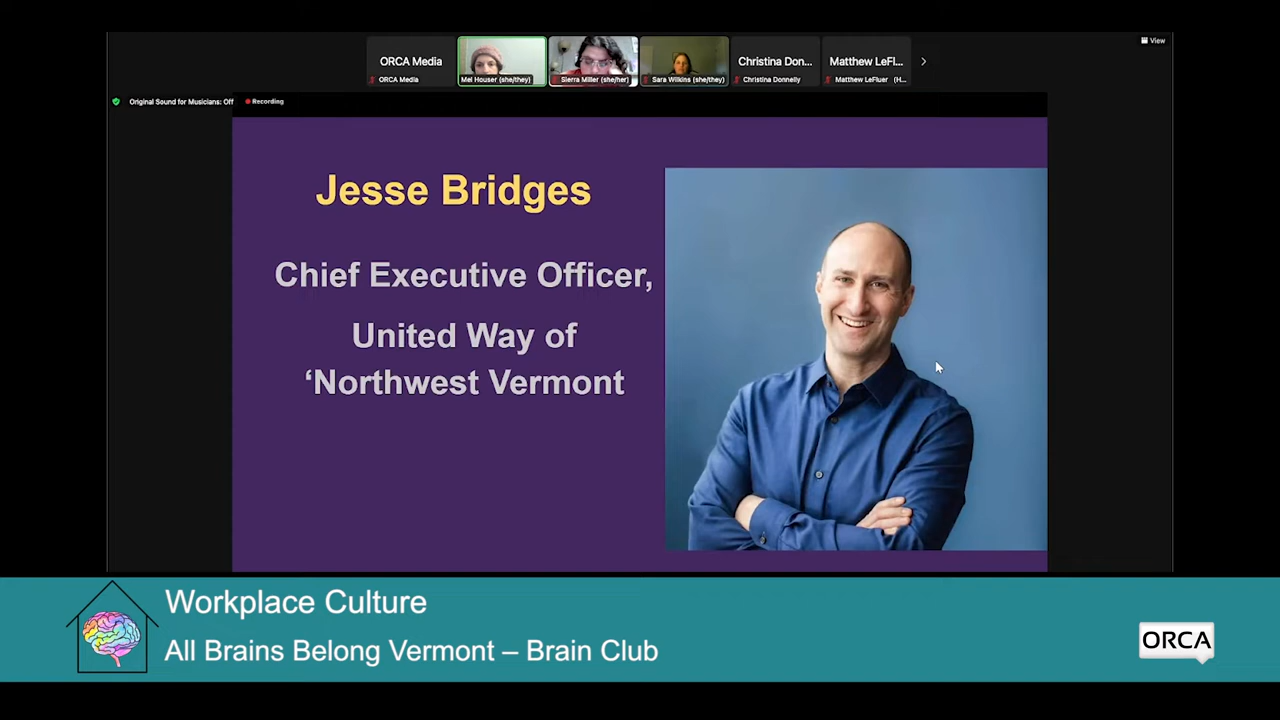 View
ORCA Media
ORCA Media
Mel Houser (she/they)
Sierra Miller (she/her)
Sara Wilkins (she/they)
Christina Don...
Christina Donnelly
Matthew LeFl...
Matthew LeFluer (H...
Original Sound for Musicians: Off
Recording
Jesse Bridges
Chief Executive Officer,
United Way of
‘Northwest Vermont
Workplace Culture
All Brains Belong Vermont – Brain Club
ORCA